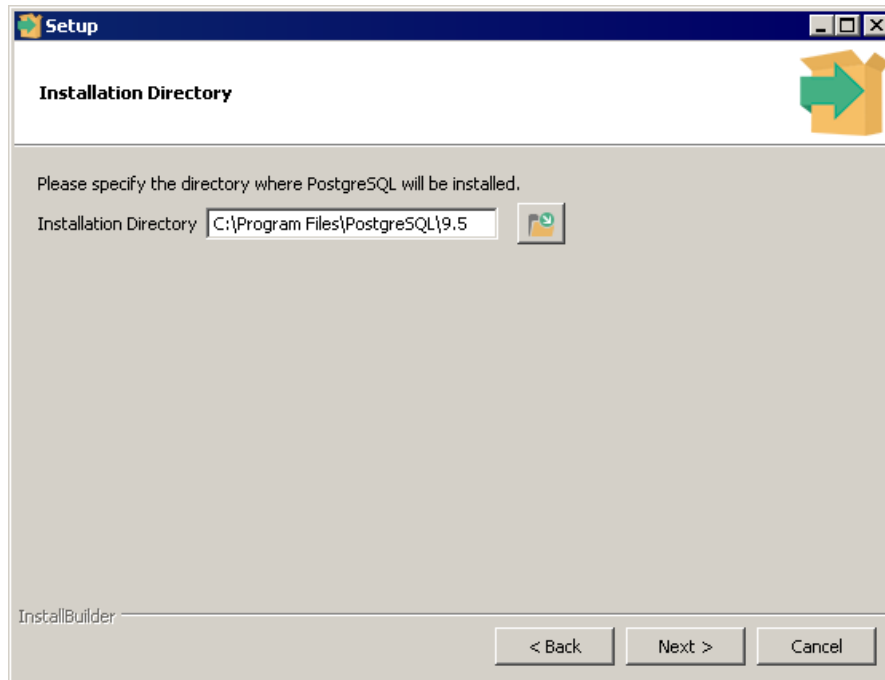 Setup
Installation Directory
Please specify the directory where PostgreSQL will be installed.
Installation Directory C:\Program Files\PostgreSQL\9.5
InstallBuilder
< Back Next > Cancel